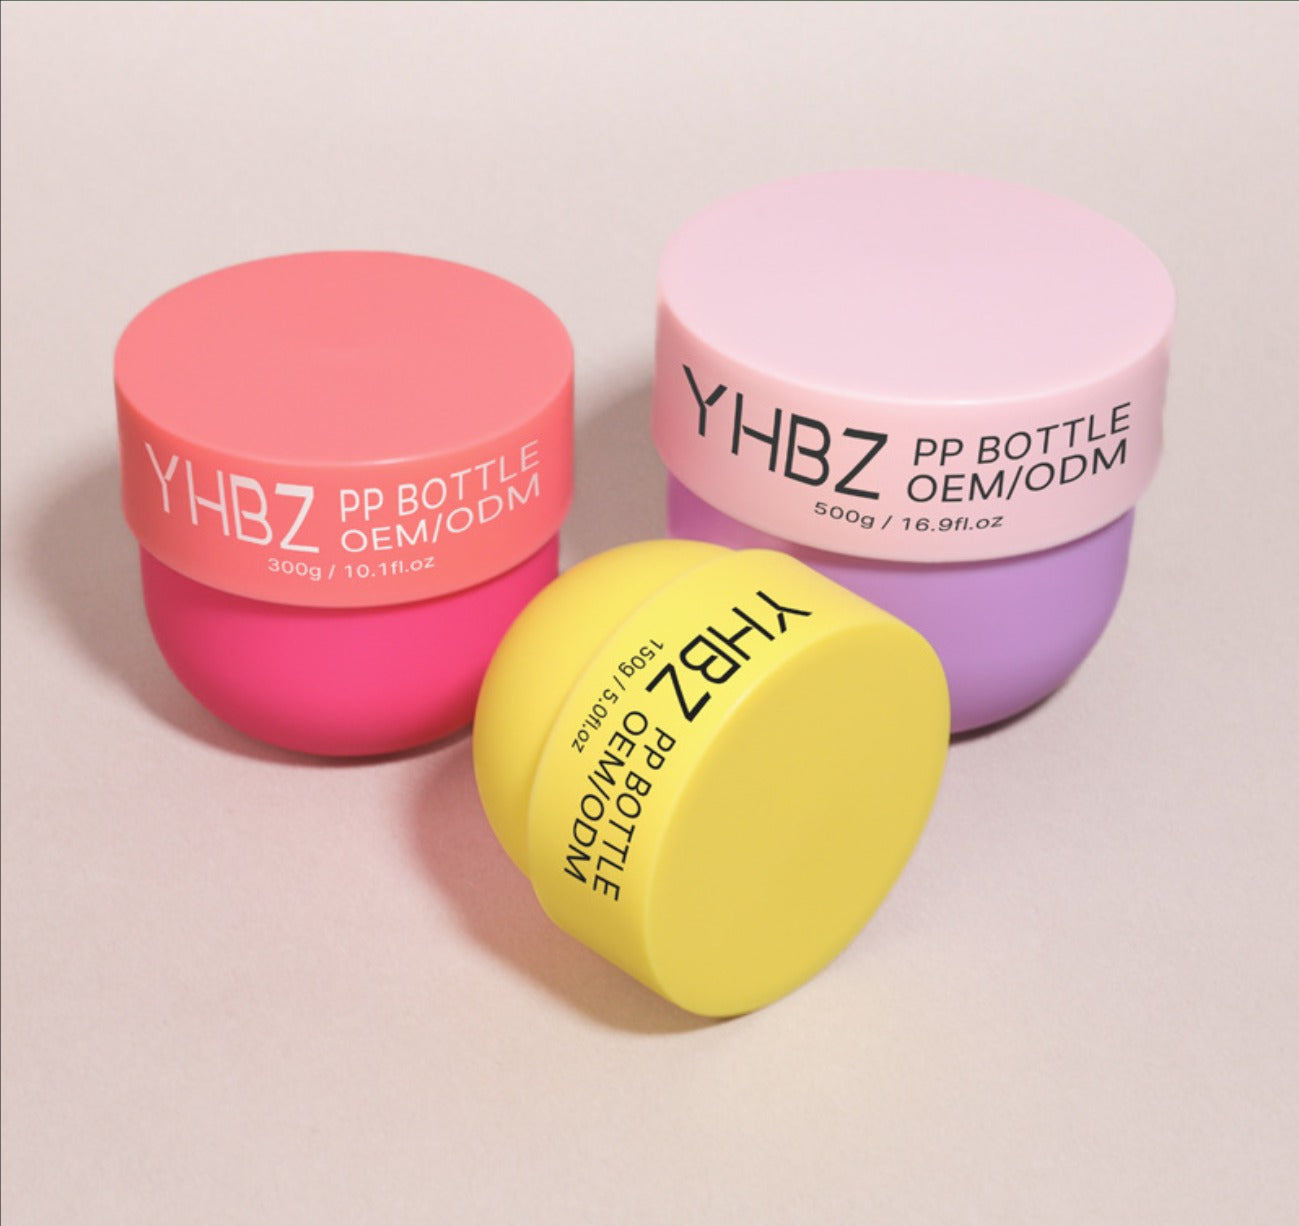 YHBZ PP BOTTLE
OEM/ODM
300g / 10.1fl.oz
YHBZ PP BOTTLE
OEM/ODM
500g / 16.9fl.oz
YHBZ PP BOTTLE
OEM/ODM
150g / 5.0fl.oz